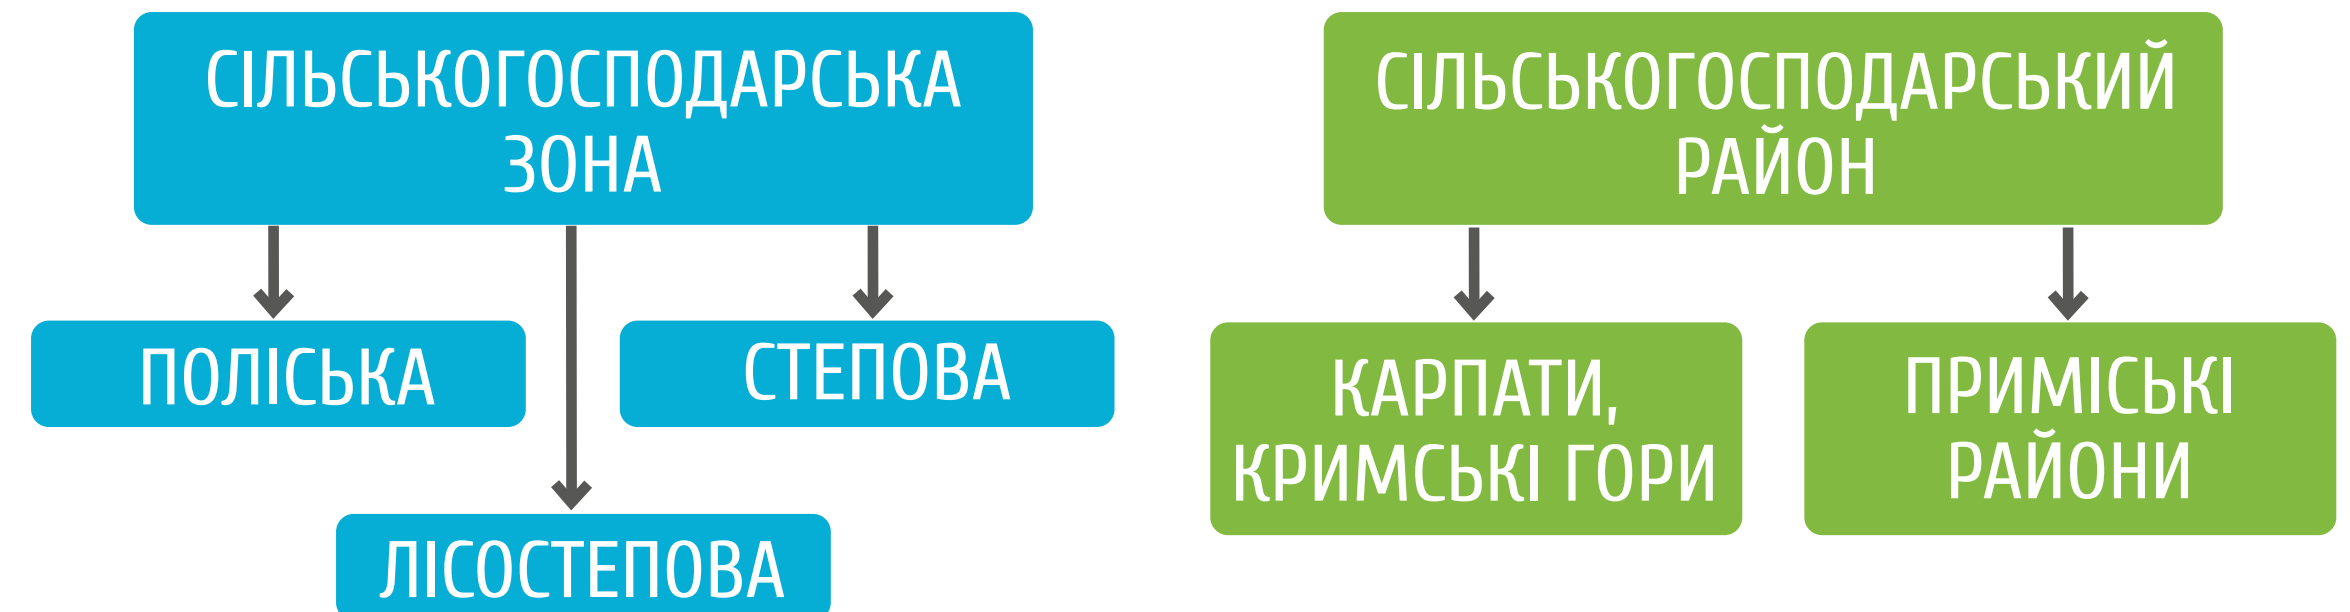 СІЛЬСЬКОГОСПОДАРСЬКА
ЗОНА
ПОЛІСЬКА
СТЕПОВА
ЛІСОСТЕПОВА
СІЛЬСЬКОГОСПОДАРСЬКИЙ
РАЙОН
КАРПАТИ,
КРИМСЬКІ ГОРИ
ПРИМІСЬКІ
РАЙОНИ